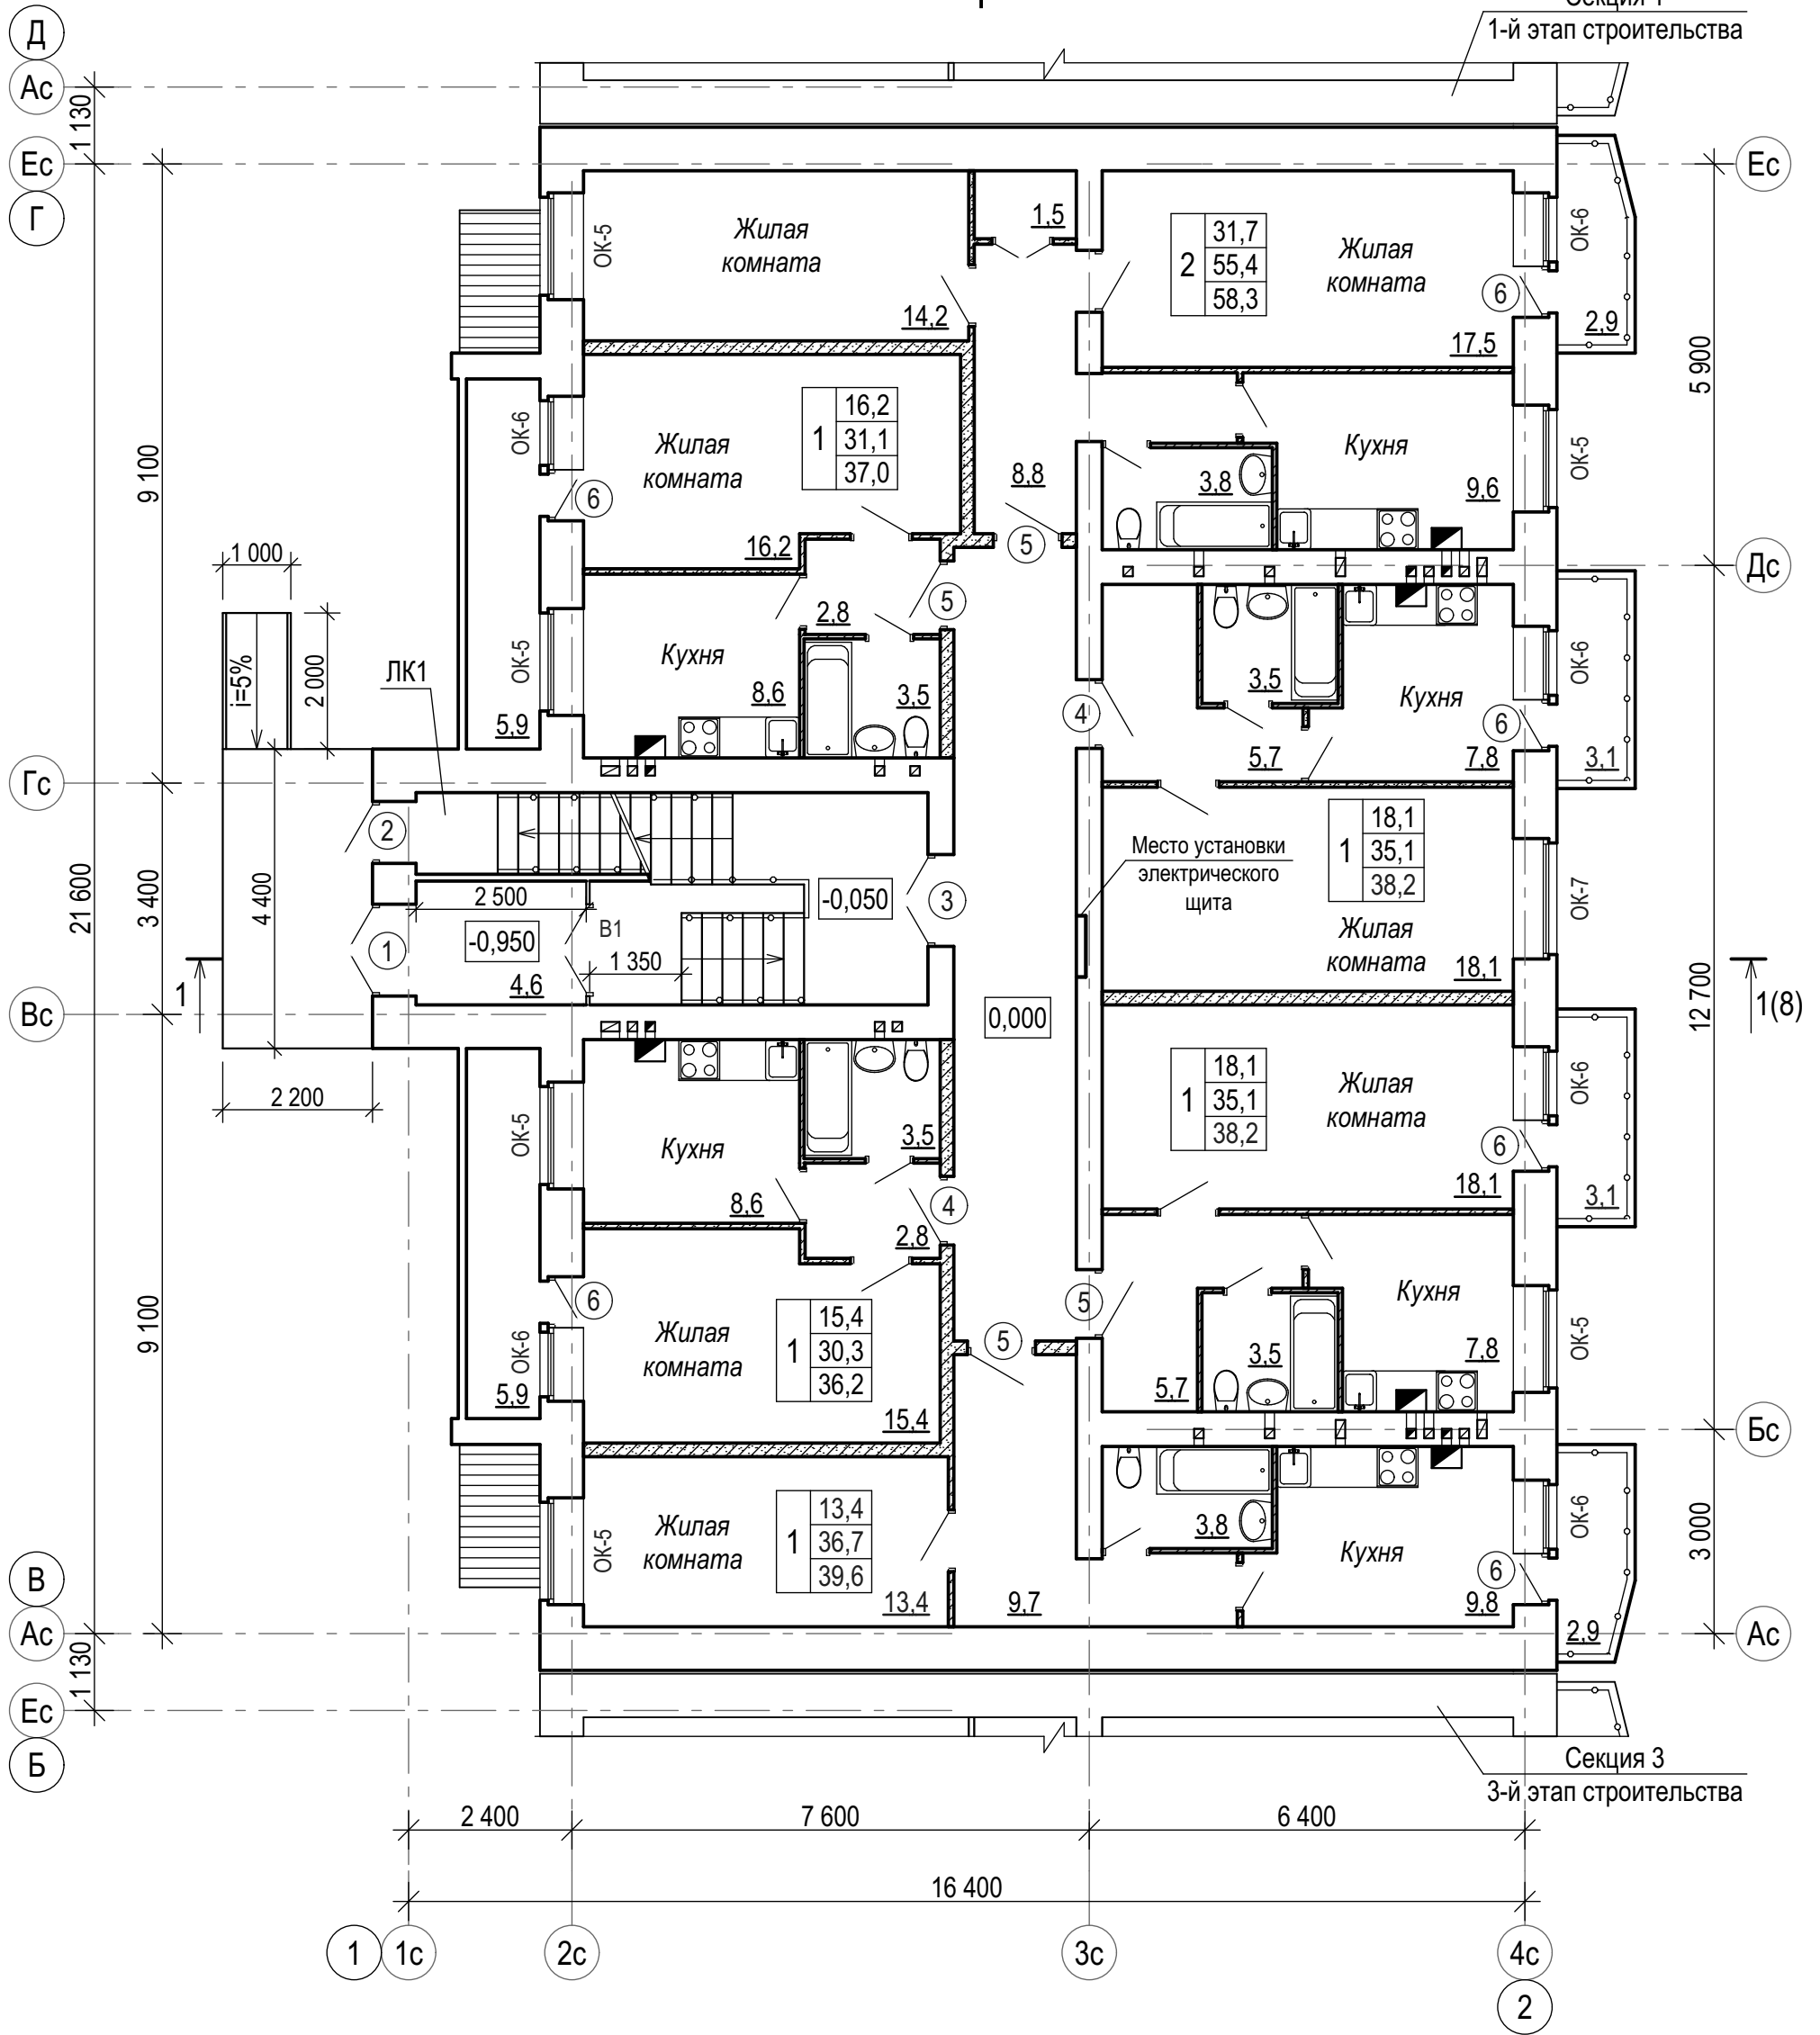 Секция 1
1-й этап строительства
Д
Ас
1 130
Ес
Г
Ес
ОК-5
Жилая
комната
14,2
1,5
2
31,7
55,4
58,3
Жилая
комната
17,5
ОК-6
6
2,9
5 900
9 100
ОК-6
6
Жилая
комната
1
16,2
31,1
37,0
16,2
8,8
5
3,8
Кухня
9,6
ОК-5
Дс
1 000
i=5%
2 000
ЛК1
5,9
ОК-5
Кухня
8,6
2,8
3,5
5
4
3,5
5,7
Кухня
7,8
ОК-6
6
3,1
Гс
21 600
3 400
4 400
2
1
2 500
-0,950
4,6
В1
1 350
-0,050
3
Место установки
электрического
щита
1
18,1
35,1
38,2
Жилая
комната
18,1
ОК-7
12 700
1
1(8)
Вс
0,000
2 200
ОК-5
Кухня
8,6
3,5
2,8
4
1
18,1
35,1
38,2
Жилая
комната
18,1
ОК-6
6
3,1
9 100
6
ОК-6
5,9
Жилая
комната
1
15,4
30,3
36,2
15,4
5
5
5,7
3,5
Кухня
7,8
ОК-5
Бс
ОК-5
Жилая
комната
1
13,4
36,7
39,6
13,4
9,7
3,8
Кухня
9,8
ОК-6
6
2,9
3 000
В
Ас
Ас
1 130
Ес
Б
Секция 3
3-й этап строительства
2 400
7 600
6 400
16 400
1
1с
2с
3с
4с
2